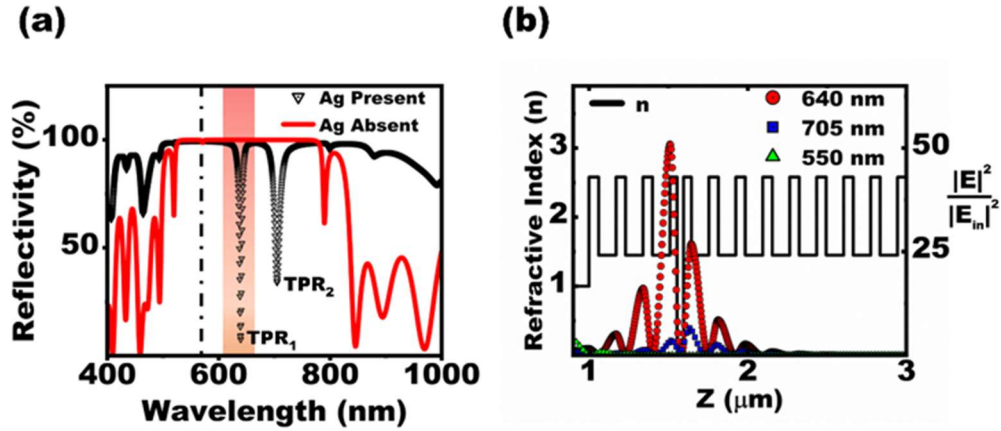 (a)
Reflectivity (%)
100
50
Ag Present
Ag Absent
TPR₂
TPR₁
400 600 800 1000
Wavelength (nm)
(b)
Refractive Index (n)
3
2
1
n
640 nm
705 nm
550 nm
50
25
|E|²
|Eᵢₙ|²
1 2 3
Z (μm)